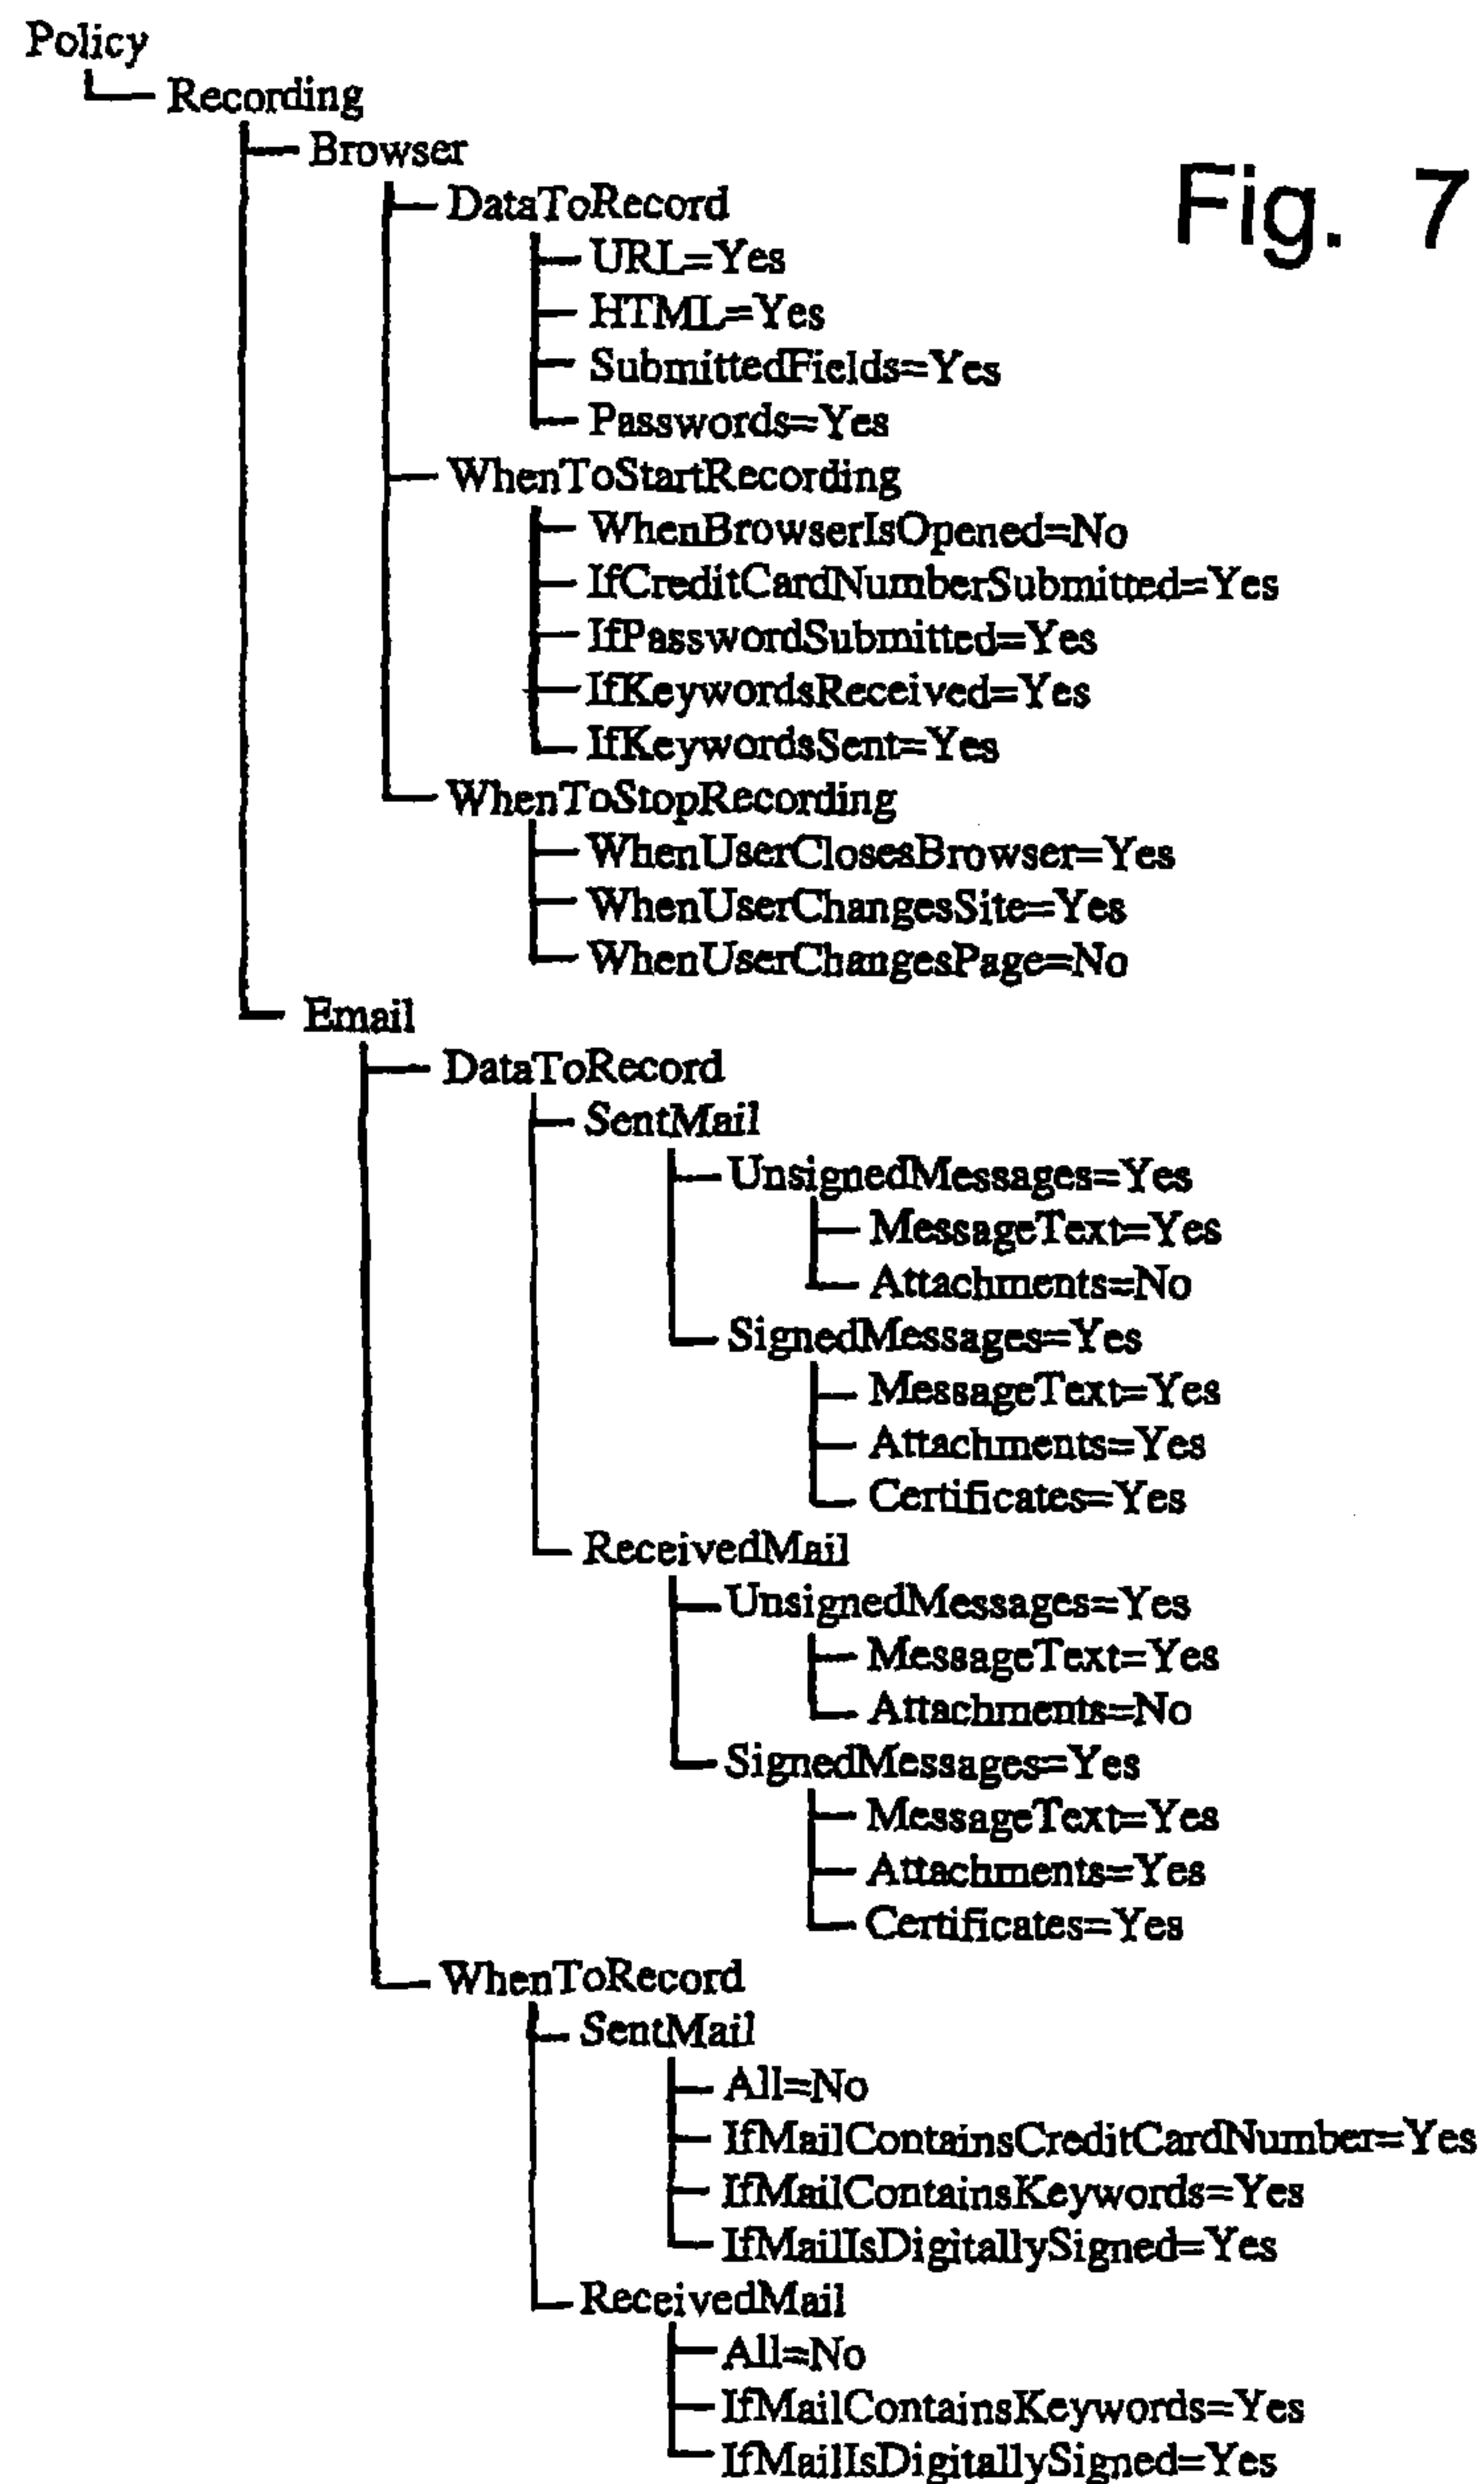 Policy
Recording
Browser
Fig. 7
DataToRecord
URL=Yes
HTML=Yes
SubmittedFields=Yes
Passwords=Yes
WhenToStartRecording
WhenBrowserIsOpened=No
IfCreditCardNumberSubmitted=Yes
IfPasswordSubmitted=Yes
IfKeywordsReceived=Yes
IfKeywordsSent=Yes
WhenToStopRecording
WhenUserClosesBrowser=Yes
WhenUserChangesSite=Yes
WhenUserChangesPage=No
Email
DataToRecord
SentMail
UnsignedMessages=Yes
MessageText=Yes
Attachments=No
SignedMessages=Yes
MessageText=Yes
Attachments=Yes
Certificates=Yes
ReceivedMail
UnsignedMessages=Yes
MessageText=Yes
Attachments=No
SignedMessages=Yes
MessageText=Yes
Attachments=Yes
Certificates=Yes
WhenToRecord
SentMail
All=No
IfMailContainsCreditCardNumber=Yes
IfMailContainsKeywords=Yes
IfMailIsDigitallySigned=Yes
ReceivedMail
All=No
IfMailContainsKeywords=Yes
IfMailIsDigitallySigned=Yes